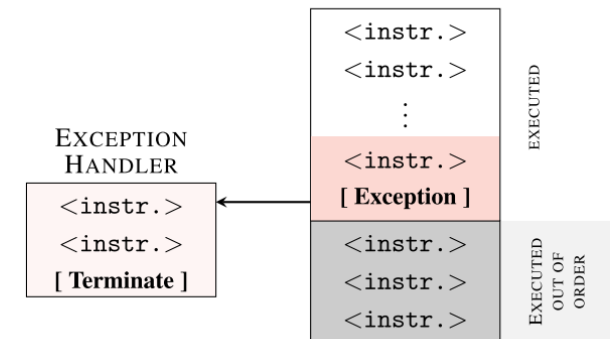 <instr.>
<instr.>
⋮
<instr.>
[ Exception ]
<instr.>
<instr.>
<instr.>
EXECUTED
EXECUTED
OUT OF
ORDER
EXCEPTION
HANDLER
<instr.>
<instr.>
[ Terminate ]